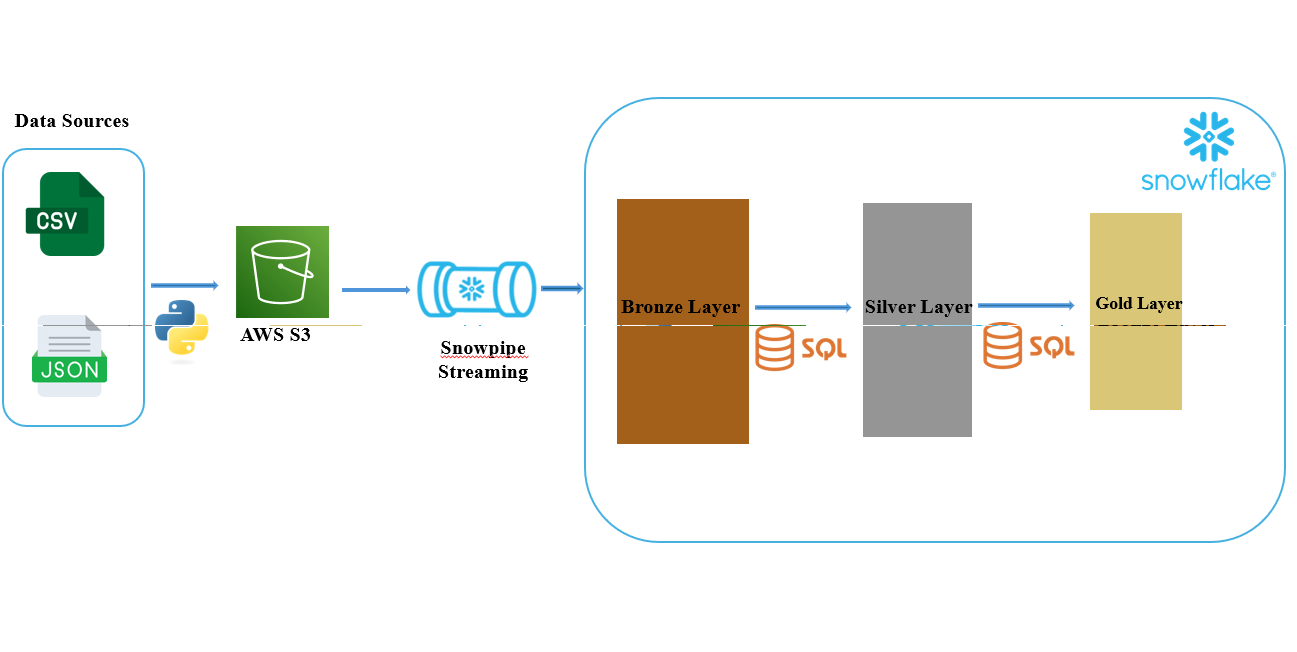 Data Sources
CSV
JSON
AWS S3
Snowpipe
Streaming
snowflake®
Bronze Layer
SQL
Silver Layer
SQL
Gold Layer